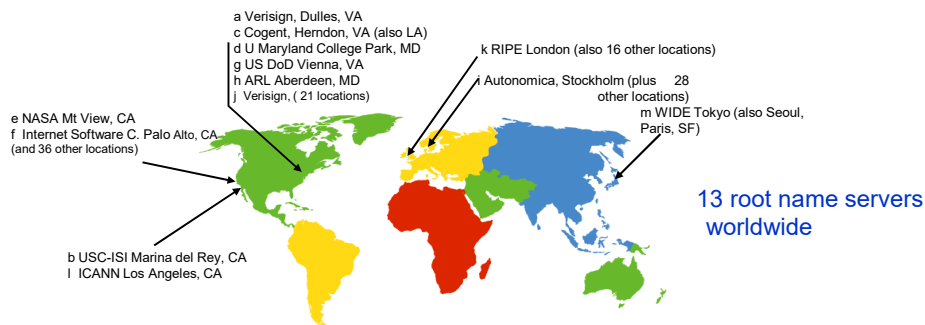 a Verisign, Dulles, VA
c Cogent, Herndon, VA (also LA)
d U Maryland College Park, MD
g US DoD Vienna, VA
h ARL Aberdeen, MD
j Verisign, ( 21 locations)
k RIPE London (also 16 other locations)
i Autonomica, Stockholm (plus 28
other locations)
m WIDE Tokyo (also Seoul,
Paris, SF)
e NASA Mt View, CA
f Internet Software C. Palo Alto, CA
(and 36 other locations)
13 root name servers
worldwide
b USC-ISI Marina del Rey, CA
l ICANN Los Angeles, CA